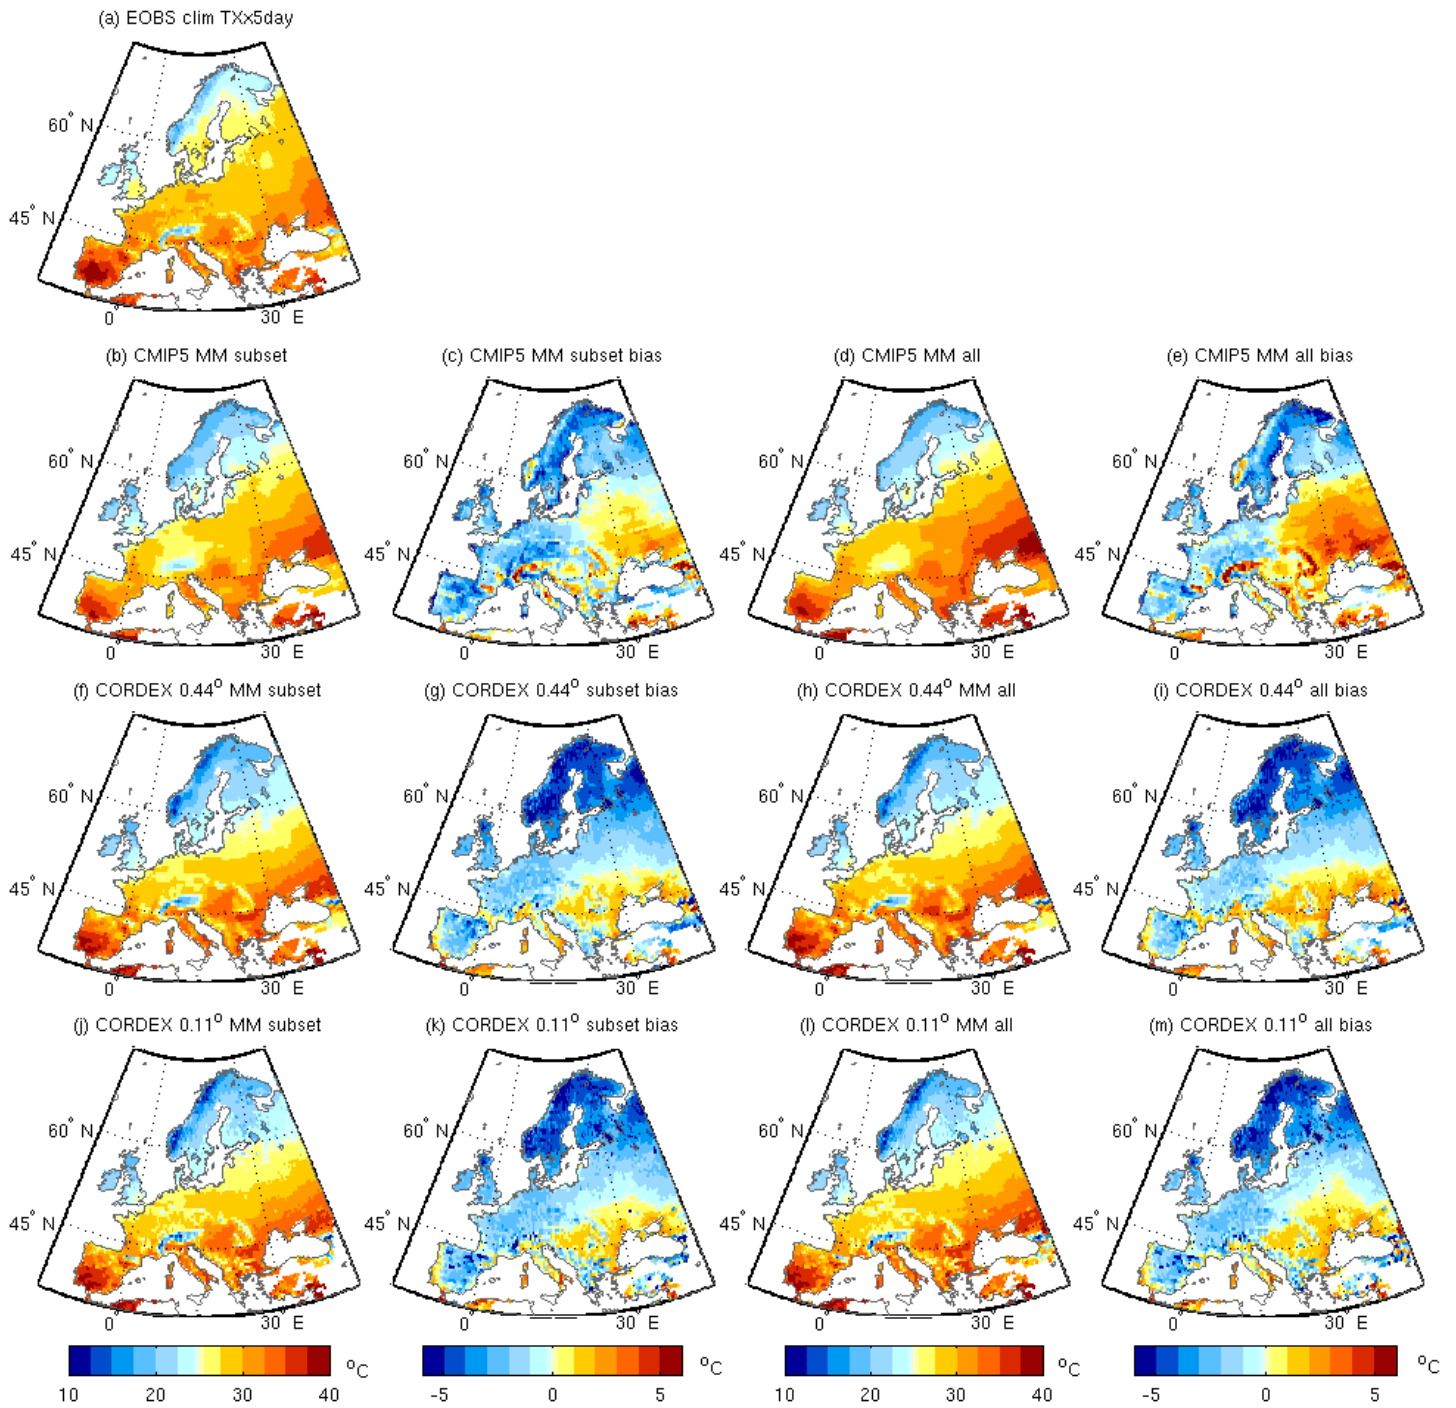 (a) EOBS clim TXx5day
60° N
45° N
0° 30° E
(b) CMIP5 MM subset (c) CMIP5 MM subset bias (d) CMIP5 MM all (e) CMIP5 MM all bias
60° N 60° N 60° N 60° N
45° N 45° N 45° N 45° N
0° 30° E 0° 30° E 0° 30° E 0° 30° E
(f) CORDEX 0.44° MM subset (g) CORDEX 0.44° subset bias (h) CORDEX 0.44° MM all (i) CORDEX 0.44° all bias
60° N 60° N 60° N 60° N
45° N 45° N 45° N 45° N
0° 30° E 0° 30° E 0° 30° E 0° 30° E
(j) CORDEX 0.11° MM subset (k) CORDEX 0.11° subset bias (l) CORDEX 0.11° MM all (m) CORDEX 0.11° all bias
60° N 60° N 60° N 60° N
45° N 45° N 45° N 45° N
0° 30° E 0° 30° E 0° 30° E 0° 30° E
°C °C °C °C
10 20 30 40 -5 0 5 10 20 30 40 -5 0 5